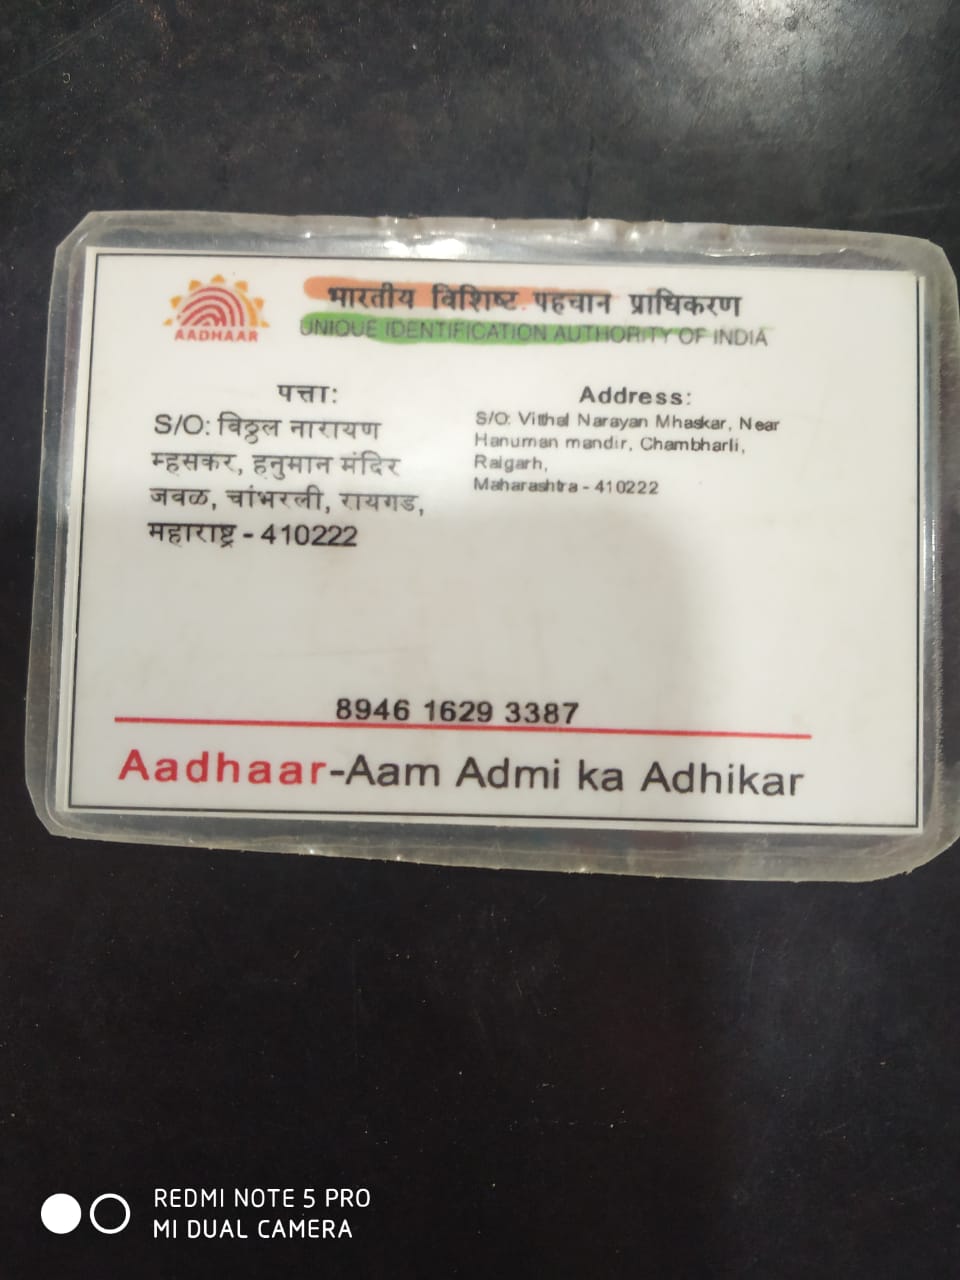 AADHAAR
भारतीय विशिष्ट पहचान प्राधिकरण
UNIQUE IDENTIFICATION AUTHORITY OF INDIA
पत्ता:
S/O: विठ्ठल नारायण
म्हसकर, हनुमान मंदिर
जवळ, चांभरली, रायगड,
महाराष्ट्र - 410222
Address:
S/O: Vitthal Narayan Mhaskar, Near
Hanuman mandir, Chambharli,
Raigarh,
Maharashtra - 410222
8946 1629 3387
Aadhaar-Aam Admi ka Adhikar
REDMI NOTE 5 PRO
MI DUAL CAMERA